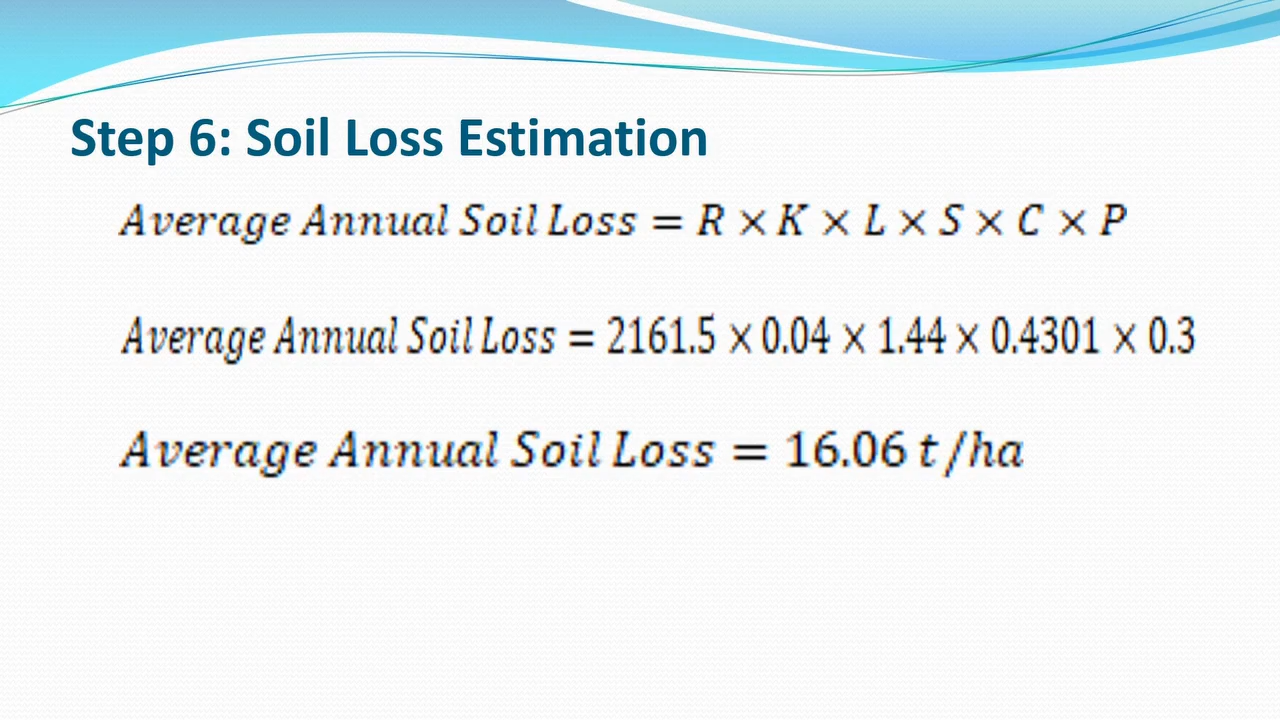 Step 6: Soil Loss Estimation
Average Annual Soil Loss = R × K × L × S × C × P
Average Annual Soil Loss = 2161.5 × 0.04 × 1.44 × 0.4301 × 0.3
Average Annual Soil Loss = 16.06 t/ha